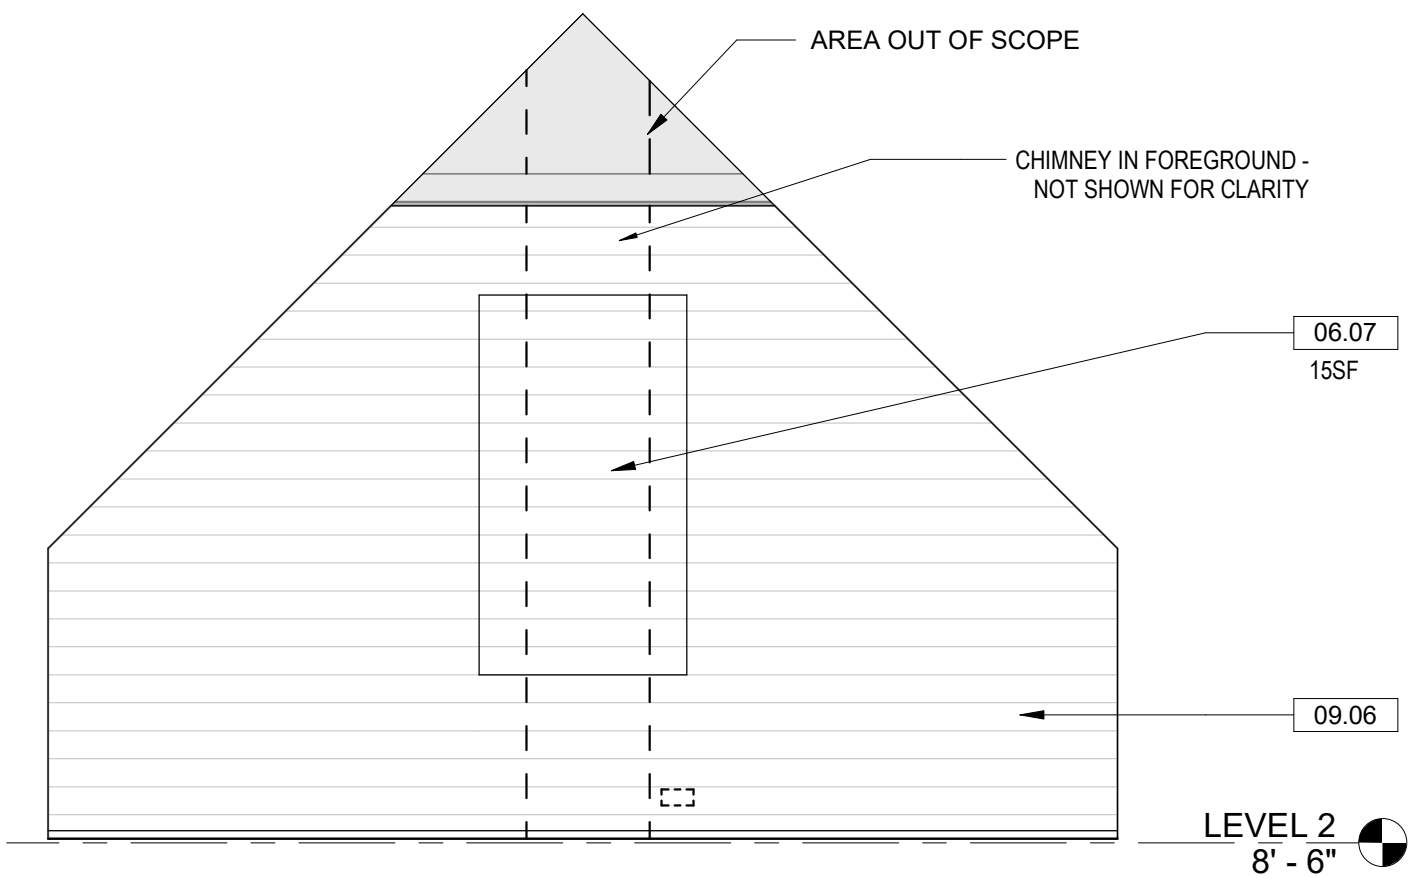 AREA OUT OF SCOPE
CHIMNEY IN FOREGROUND -
NOT SHOWN FOR CLARITY
06.07
15SF
09.06
LEVEL 2
8' - 6"